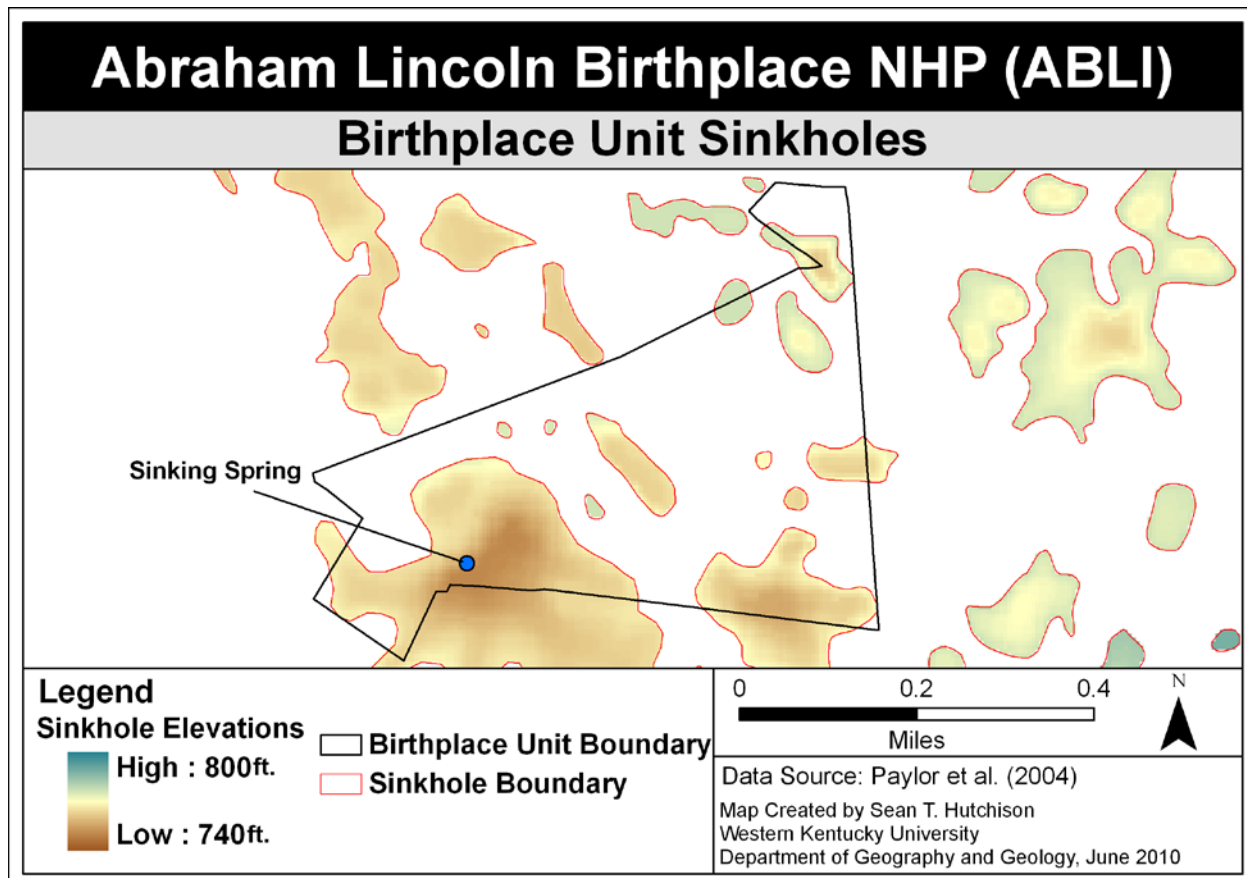 Abraham Lincoln Birthplace NHP (ABLI)
Birthplace Unit Sinkholes
Sinking Spring
Legend
Sinkhole Elevations
High : 800ft.
Low : 740ft.
Birthplace Unit Boundary
Sinkhole Boundary
0 0.2 0.4
Miles
N
Data Source: Paylor et al. (2004)
Map Created by Sean T. Hutchison
Western Kentucky University
Department of Geography and Geology, June 2010